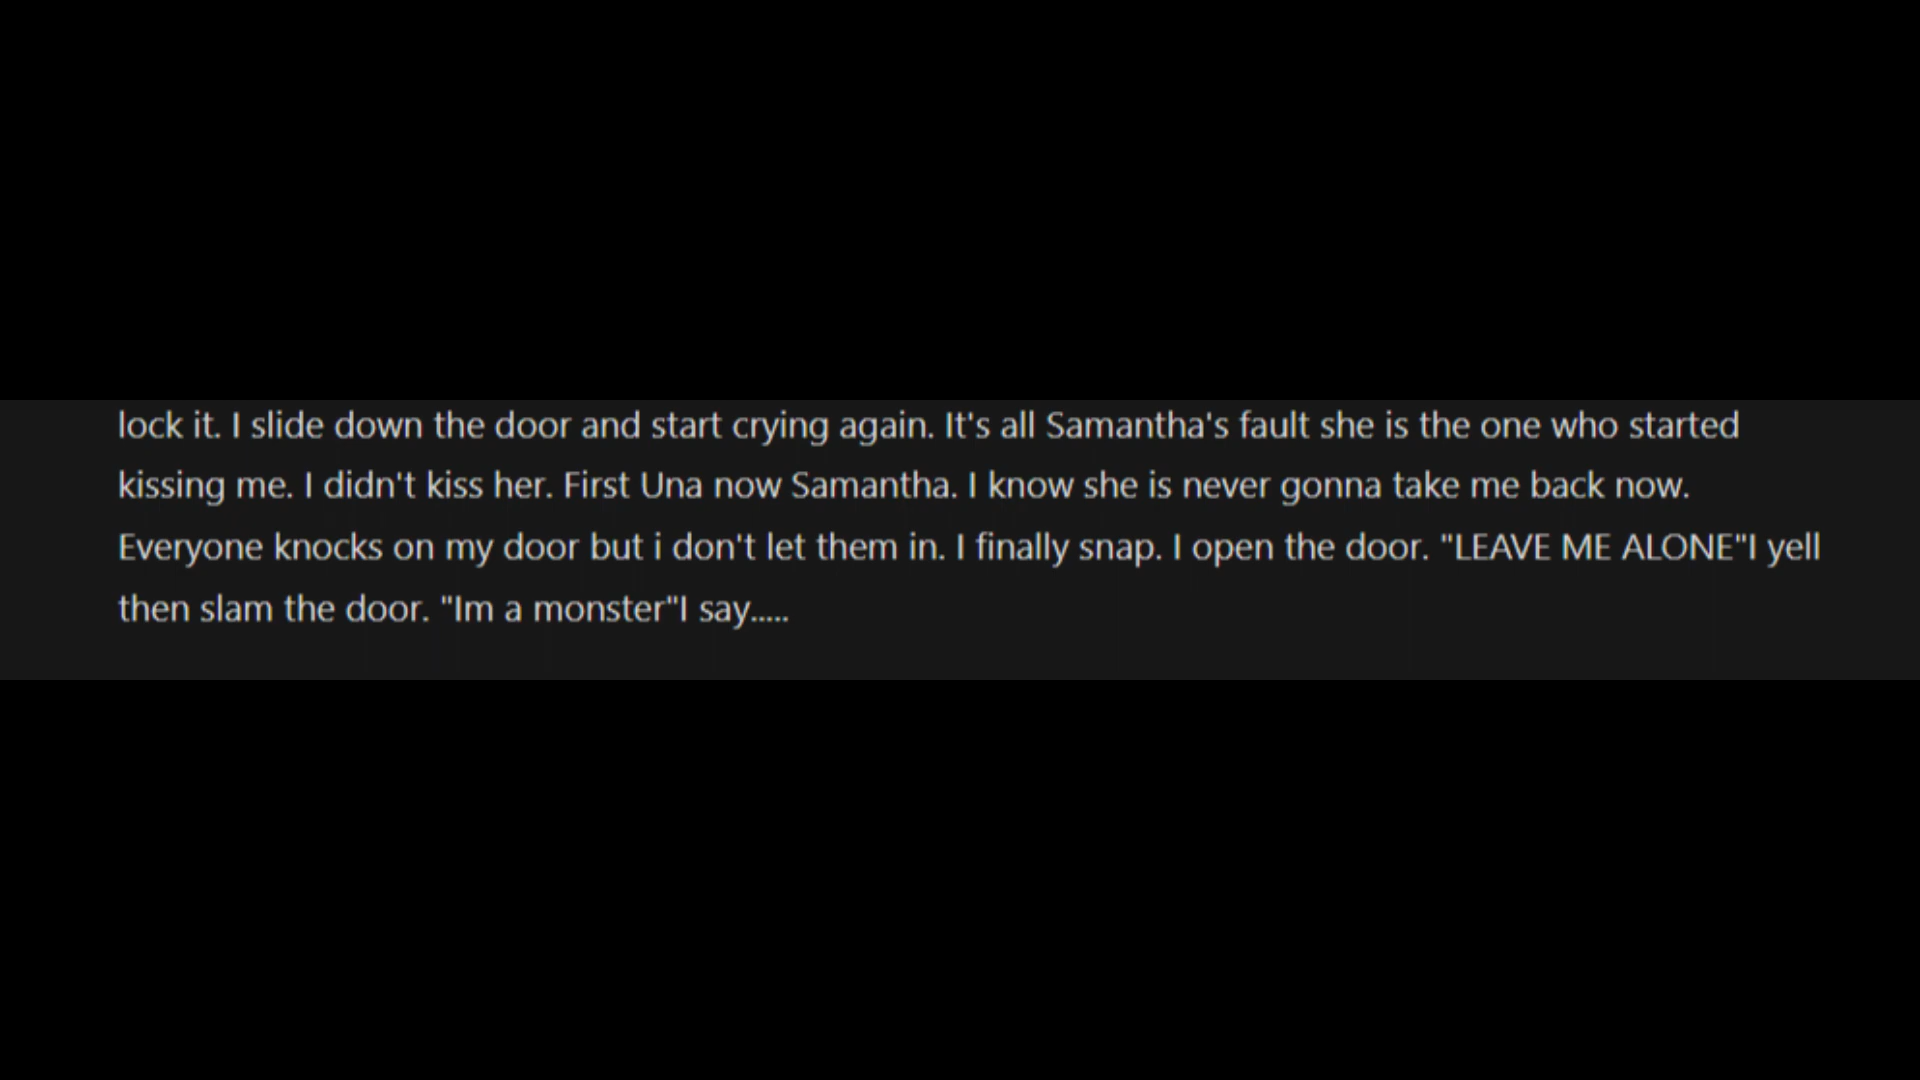 lock it. I slide down the door and start crying again. It's all Samantha's fault she is the one who started
kissing me. I didn't kiss her. First Una now Samantha. I know she is never gonna take me back now.
Everyone knocks on my door but i don't let them in. I finally snap. I open the door. "LEAVE ME ALONE"I yell
then slam the door. "Im a monster"I say.....